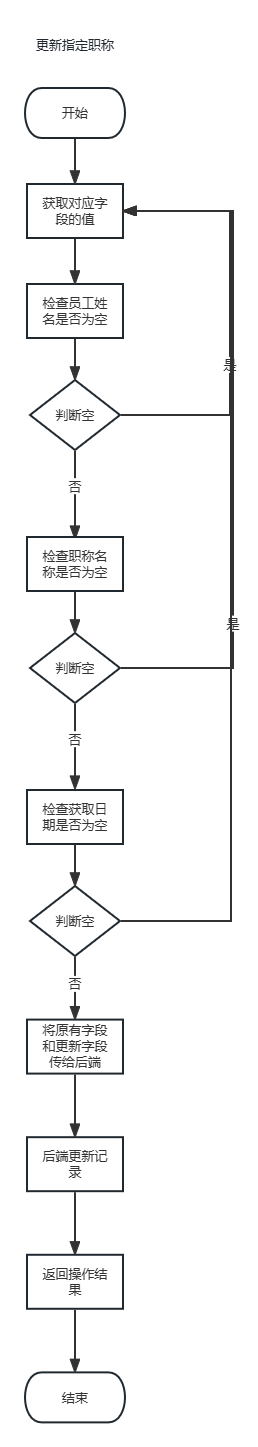 更新指定职称
开始
获取对应字
段的值
检查员工姓
名是否为空
是
判断空
否
检查职称名
称是否为空
是
判断空
否
检查获取日
期是否为空
判断空
否
将原有字段
和更新字段
传给后端
后端更新记
录
返回操作结
果
结束